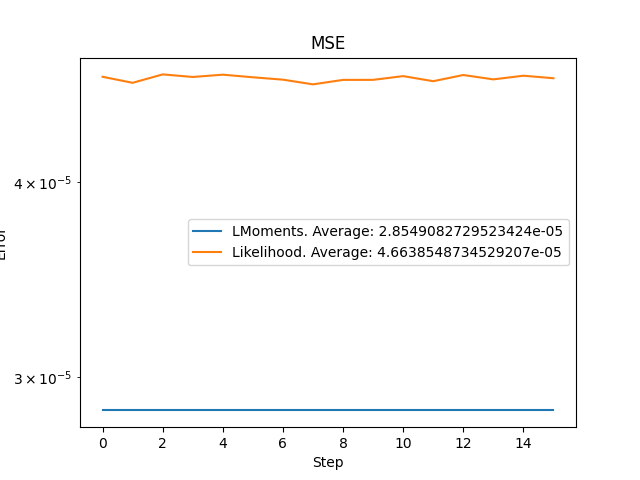 MSE
4 × 10⁻⁵
3 × 10⁻⁵
Error
LMoments. Average: 2.8549082729523424e-05
Likelihood. Average: 4.6638548734529207e-05
0 2 4 6 8 10 12 14
Step